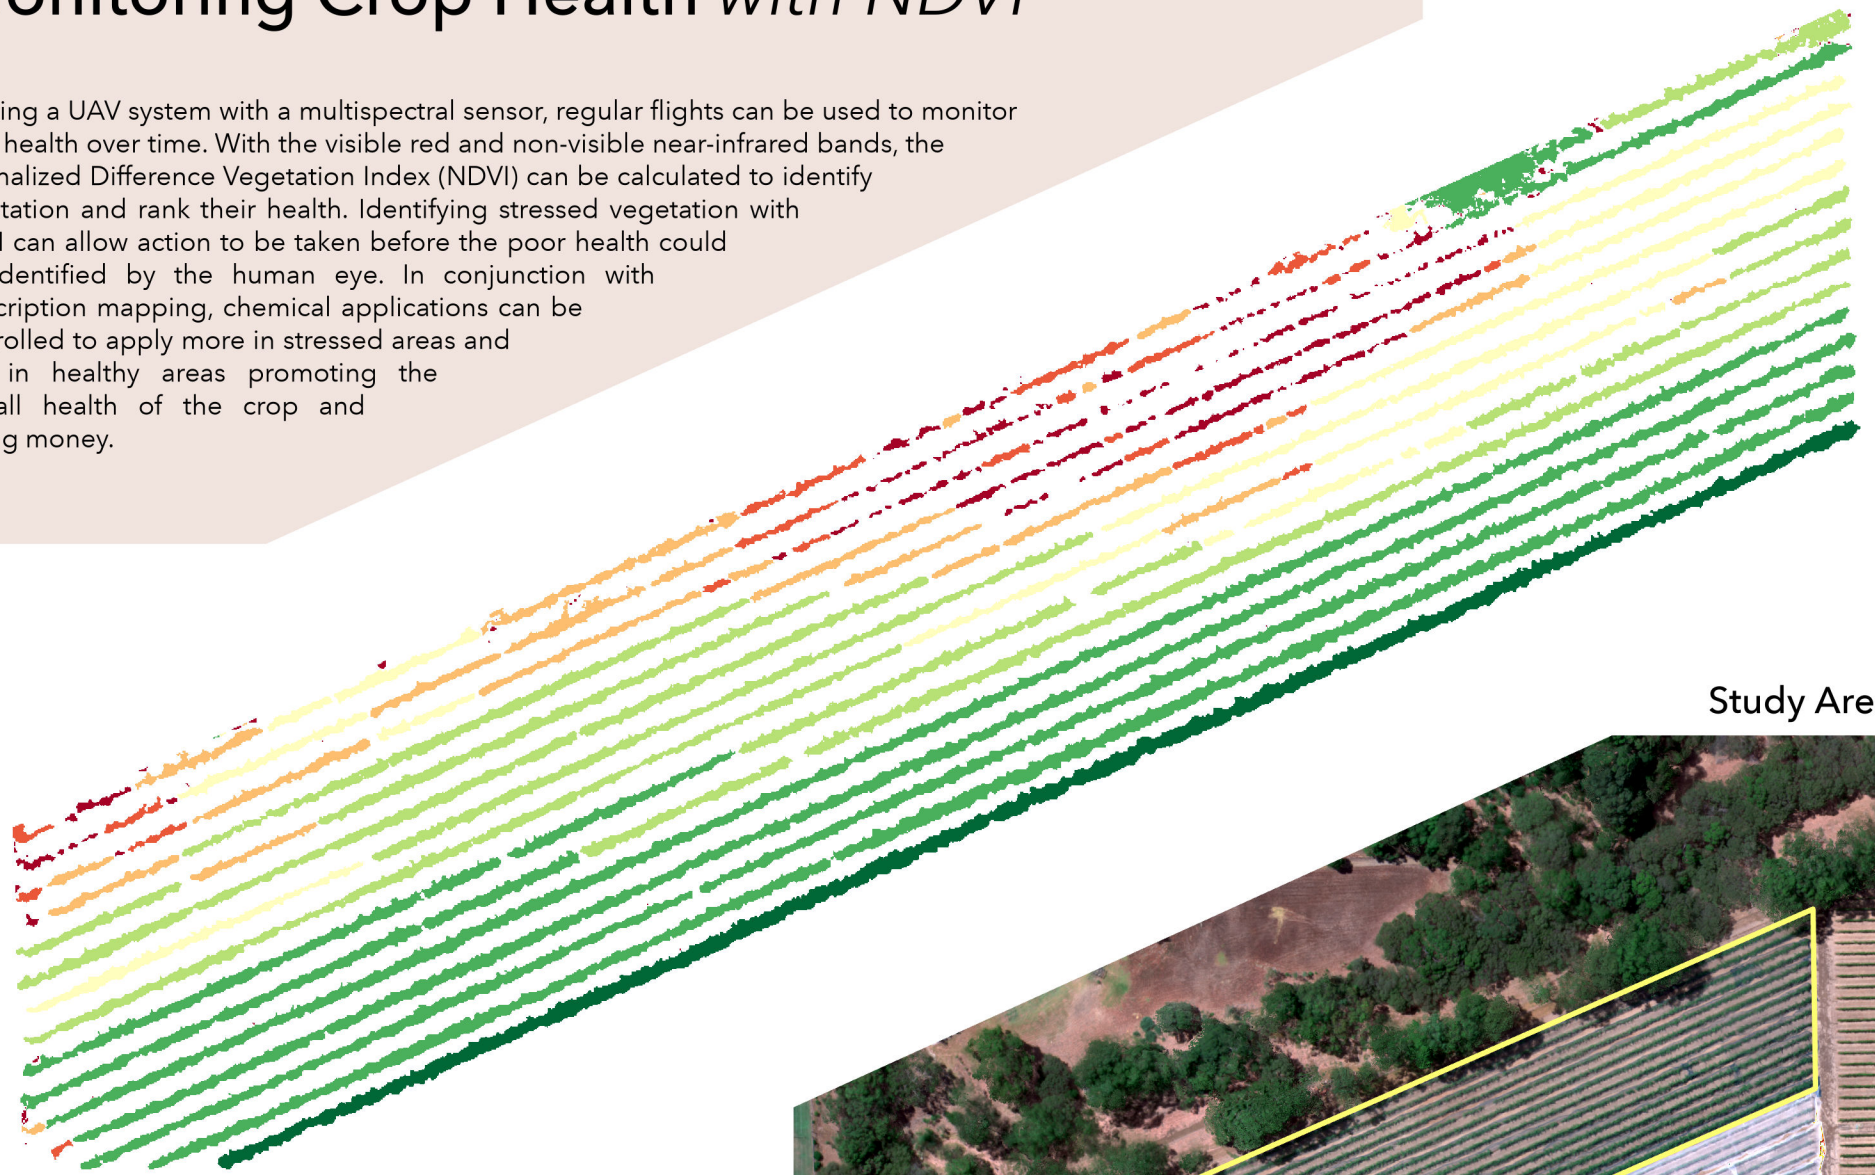 onitoring Crop Health with NDVI
ing a UAV system with a multispectral sensor, regular flights can be used to monitor
health over time. With the visible red and non-visible near-infrared bands, the
nalized Difference Vegetation Index (NDVI) can be calculated to identify
tation and rank their health. Identifying stressed vegetation with
I can allow action to be taken before the poor health could
dentified by the human eye. In conjunction with
cription mapping, chemical applications can be
rolled to apply more in stressed areas and
in healthy areas promoting the
all health of the crop and
g money.
Study Are